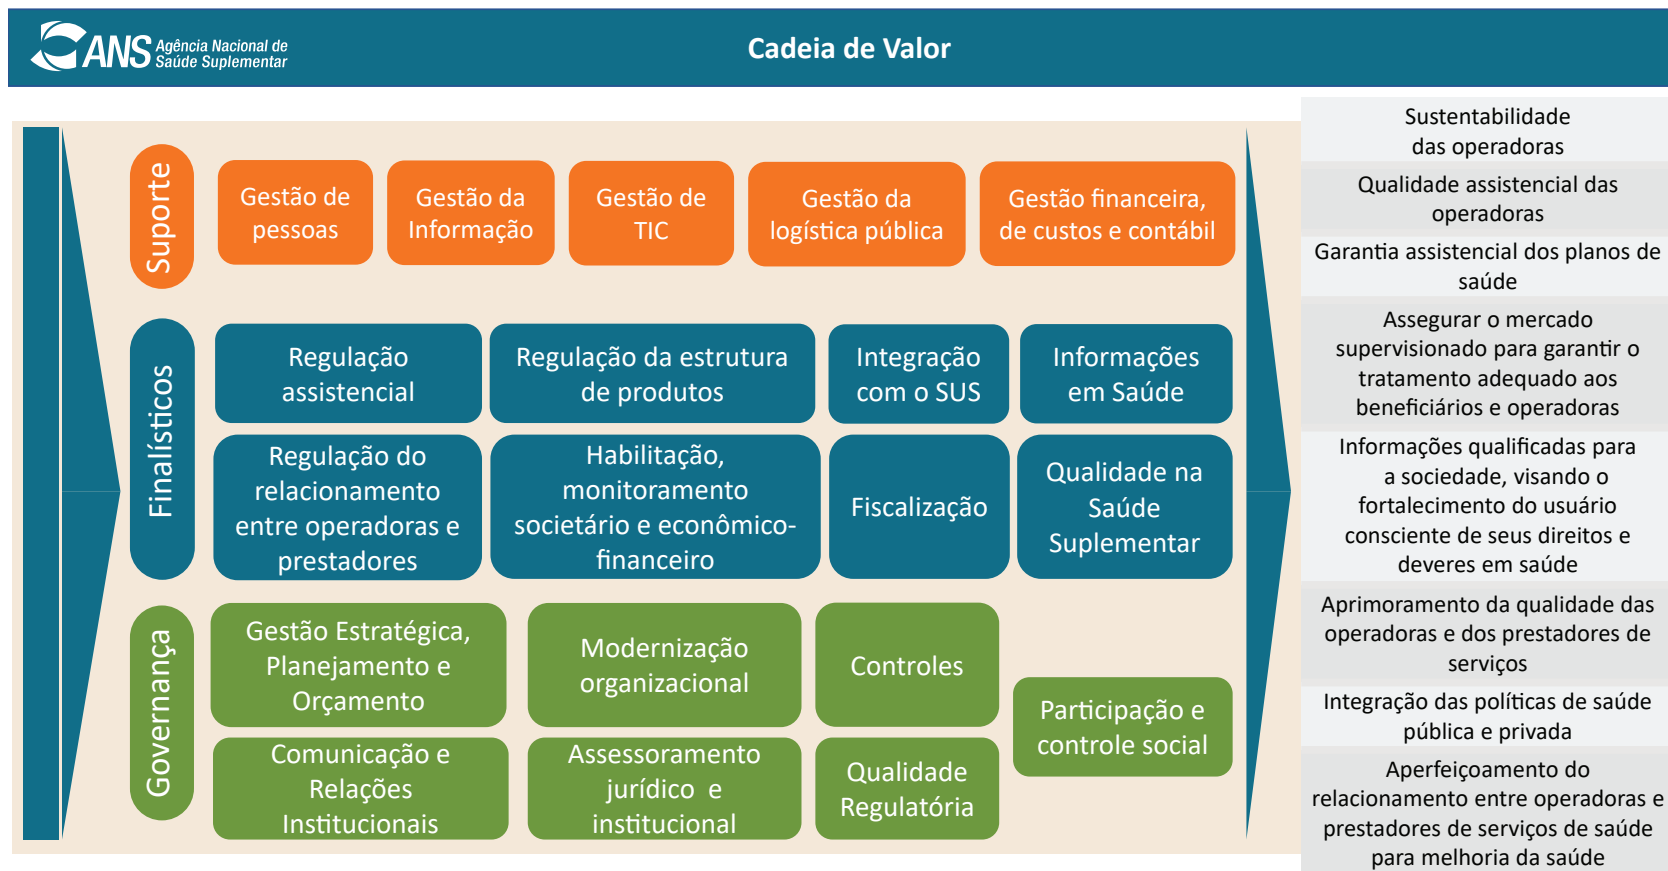 ANS Agência Nacional de
Saúde Suplementar
Cadeia de Valor
Suporte
Gestão de
pessoas
Gestão da
Informação
Gestão de
TIC
Gestão da
logística pública
Gestão financeira,
de custos e contábil
Finalísticos
Regulação
assistencial
Regulação da estrutura
de produtos
Integração
com o SUS
Informações
em Saúde
Regulação do
relacionamento
entre operadoras e
prestadores
Habilitação,
monitoramento
societário e econômico-
financeiro
Fiscalização
Qualidade na
Saúde
Suplementar
Governança
Gestão Estratégica,
Planejamento e
Orçamento
Modernização
organizacional
Controles
Participação e
controle social
Comunicação e
Relações
Institucionais
Assessoramento
jurídico e
institucional
Qualidade
Regulatória
Sustentabilidade
das operadoras
Qualidade assistencial das
operadoras
Garantia assistencial dos planos de
saúde
Assegurar o mercado
supervisionado para garantir o
tratamento adequado aos
beneficiários e operadoras
Informações qualificadas para
a sociedade, visando o
fortalecimento do usuário
consciente de seus direitos e
deveres em saúde
Aprimoramento da qualidade das
operadoras e dos prestadores de
serviços
Integração das políticas de saúde
pública e privada
Aperfeiçoamento do
relacionamento entre operadoras e
prestadores de serviços de saúde
para melhoria da saúde